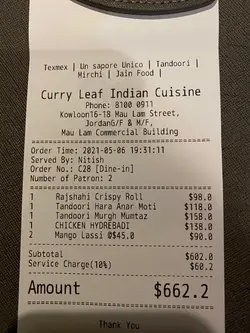 Texmex | Un sapore Unico | Tandoori |
Mirchi | Jain Food |
Curry Leaf Indian Cuisine
Phone: 8100 0911
Kowloon16-18 Mau Lam Street,
JordanG/F & M/F,
Mau Lam Commercial Building
Order Time: 2021-05-06 19:31:11
Served By: Nitish
Order No.: C28 [Dine-in]
Number of Patron: 2
1 Rajshahi Crispy Roll $98.0
1 Tandoori Hara Anar Moti $118.0
1 Tandoori Murgh Mumtaz $158.0
1 CHICKEN HYDREBADI $138.0
2 Mango Lassi @$45.0 $90.0
Subtotal $602.0
Service Charge(10%) $60.2
Amount $662.2
Thank You